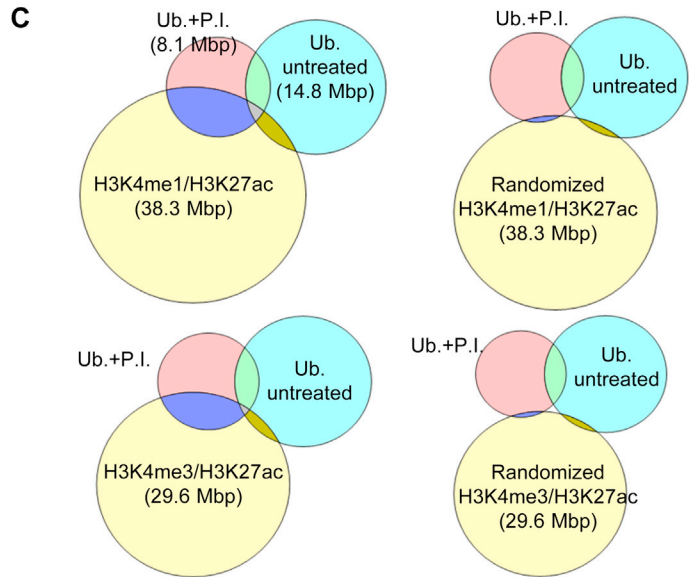 C
Ub.+P.I.
(8.1 Mbp)
Ub.
untreated
(14.8 Mbp)
H3K4me1/H3K27ac
(38.3 Mbp)
Ub.+P.I.
Ub.
untreated
Randomized
H3K4me1/H3K27ac
(38.3 Mbp)
Ub.+P.I.
Ub.
untreated
H3K4me3/H3K27ac
(29.6 Mbp)
Ub.+P.I.
Ub.
untreated
Randomized
H3K4me3/H3K27ac
(29.6 Mbp)